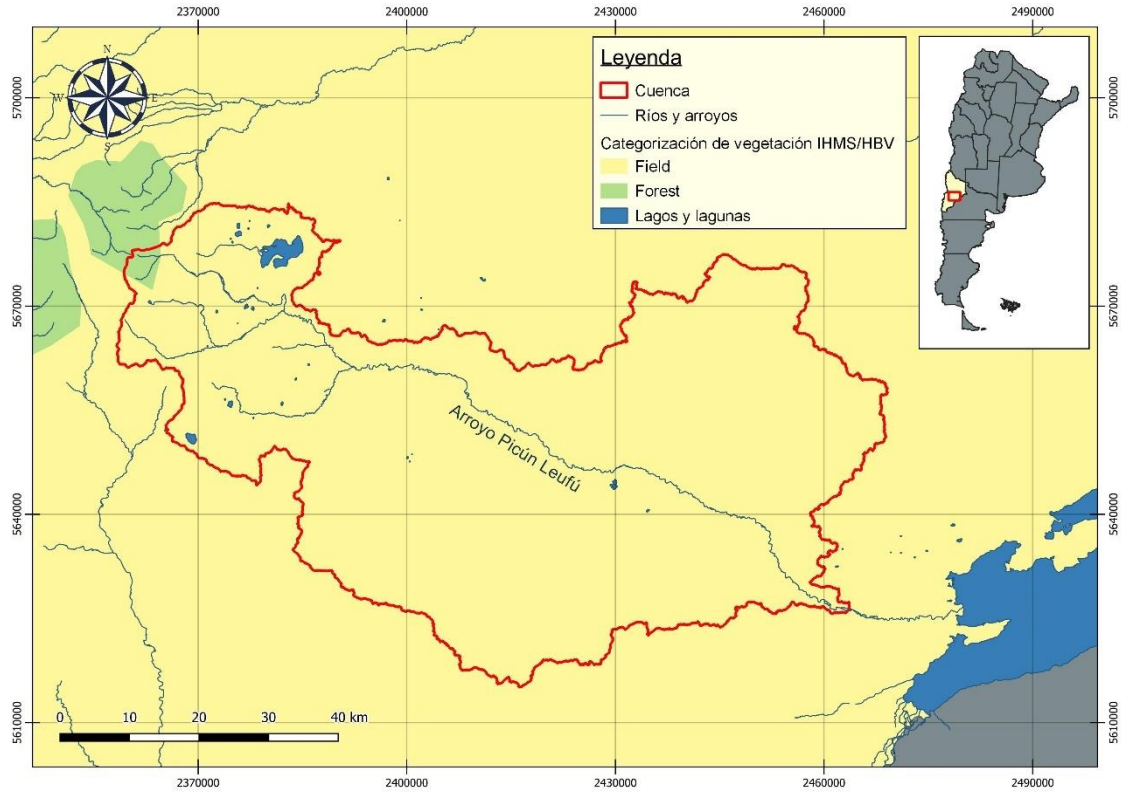 2370000
2400000
2430000
2460000
2490000
5700000
5670000
5640000
5610000
N
W
E
S
Leyenda
Cuenca
Ríos y arroyos
Categorización de vegetación IHMS/HBV
Field
Forest
Lagos y lagunas
5700000
5670000
5640000
5610000
Arroyo Picún Leufú
0 10 20 30 40 km
2370000
2400000
2430000
2460000
2490000